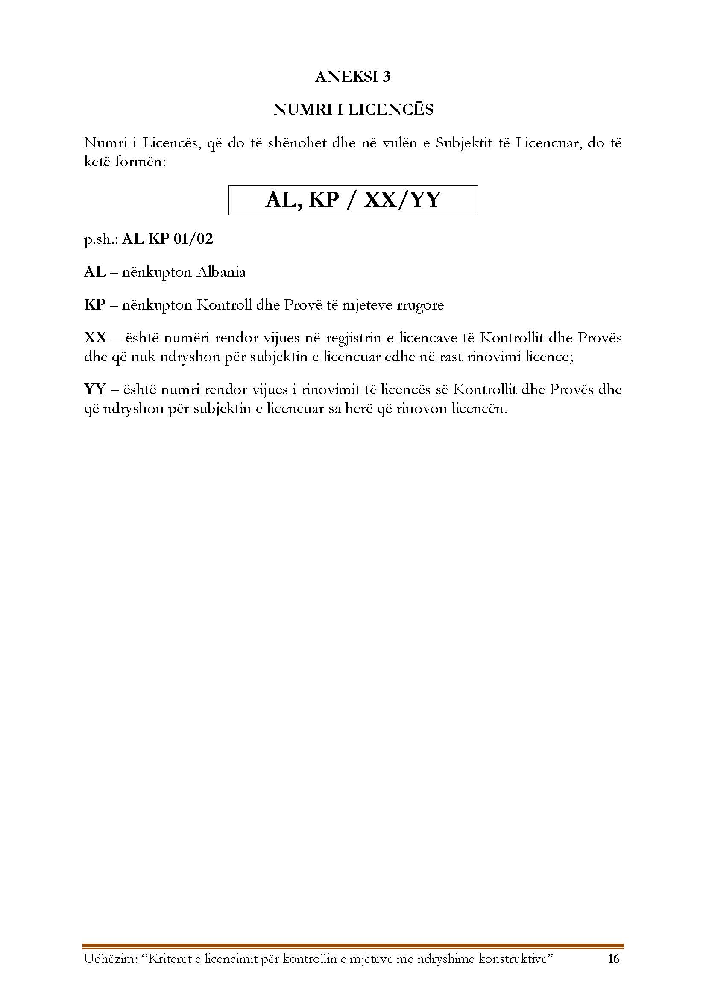 ANEKSI 3
NUMRI I LICENCËS
Numri i Licencës, që do të shënohet dhe në vulën e Subjektit të Licencuar, do të
ketë formën:
AL, KP / XX/YY
p.sh.: AL KP 01/02
AL – nënkupton Albania
KP – nënkupton Kontroll dhe Provë të mjeteve rrugore
XX – është numëri rendor vijues në regjistrin e licencave të Kontrollit dhe Provës
dhe që nuk ndryshon për subjektin e licencuar edhe në rast rinovimi licence;
YY – është numri rendor vijues i rinovimit të licencës së Kontrollit dhe Provës dhe
që ndryshon për subjektin e licencuar sa herë që rinovon licencën.
Udhëzim: “Kriteret e licencimit për kontrollin e mjeteve me ndryshime konstruktive” 16